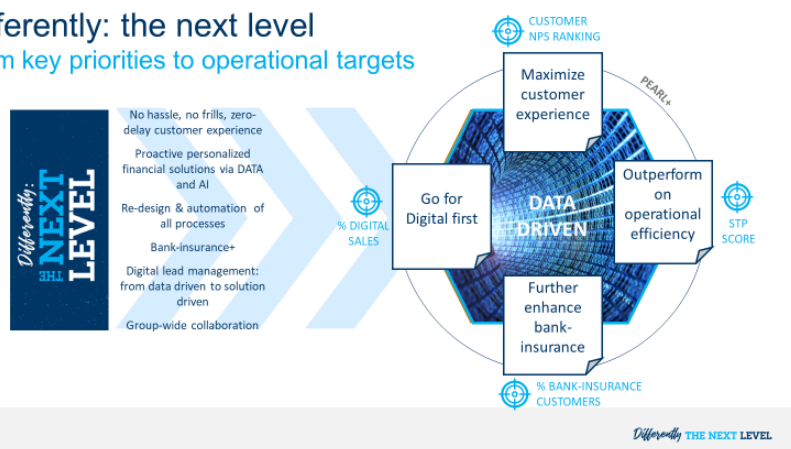 ferently: the next level
m key priorities to operational targets
Differently:
THE NEXT
LEVEL
No hassle, no frills, zero-
delay customer experience
Proactive personalized
financial solutions via DATA
and AI
Re-design & automation of
all processes
Bank-insurance+
Digital lead management:
from data driven to solution
driven
Group-wide collaboration
CUSTOMER
NPS RANKING
Maximize
customer
experience
PEARL+
% DIGITAL
SALES
Go for
Digital first
DATA
DRIVEN
Outperform
on
operational
efficiency
STP
SCORE
Further
enhance
bank-
insurance
% BANK-INSURANCE
CUSTOMERS
Differently THE NEXT LEVEL